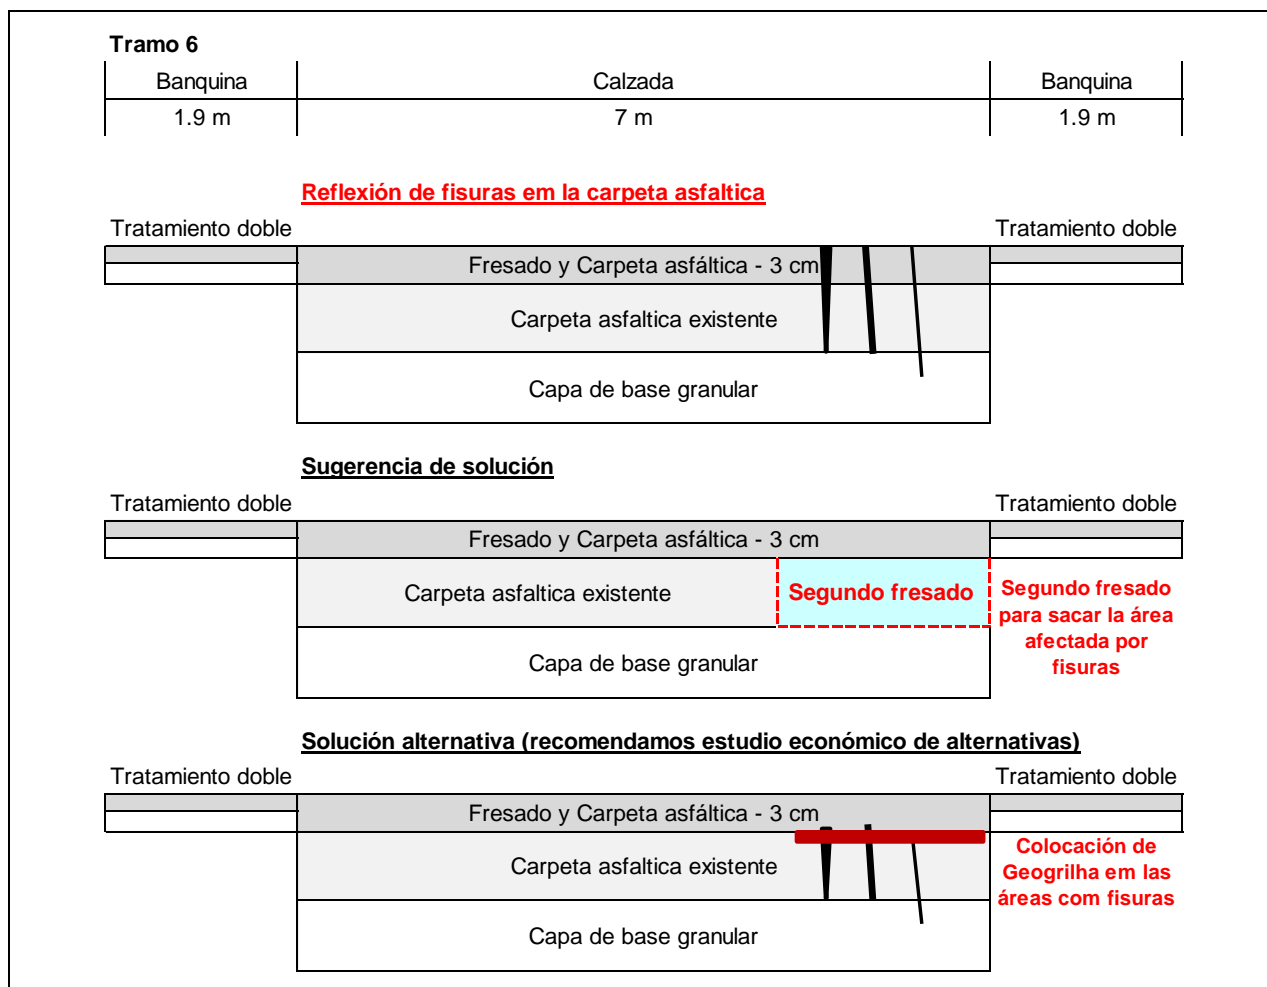 Tramo 6
Banquina Calzada Banquina
1.9 m 7 m 1.9 m
Reflexión de fisuras em la carpeta asfaltica
Tratamiento doble Tratamiento doble
Fresado y Carpeta asfáltica - 3 cm
Carpeta asfaltica existente
Capa de base granular
Sugerencia de solución
Tratamiento doble Tratamiento doble
Fresado y Carpeta asfáltica - 3 cm
Carpeta asfaltica existente
Segundo fresado
Segundo fresado
para sacar la área
afectada por
fisuras
Capa de base granular
Solución alternativa (recomendamos estudio económico de alternativas)
Tratamiento doble Tratamiento doble
Fresado y Carpeta asfáltica - 3 cm
Carpeta asfaltica existente
Colocación de
Geogrilha em las
áreas com fisuras
Capa de base granular